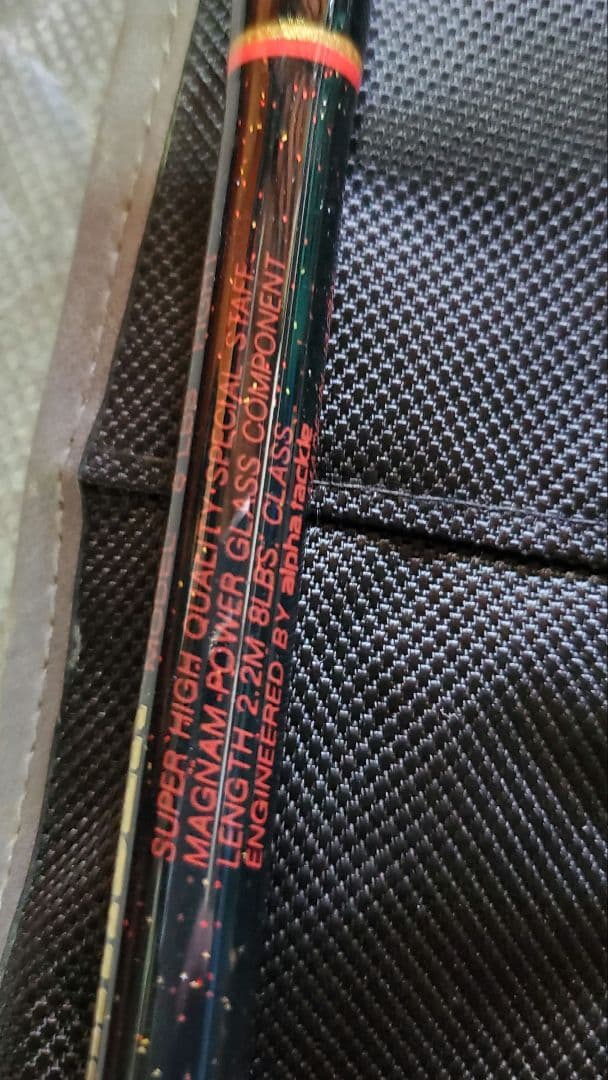 SUPER HIGH QUALITY SPECIAL STAFF
MAGNAM POWER GLASS COMPONENT
LENGTH 2.2M 8LBS. CLASS
ENGINEERED BY alpha tackle